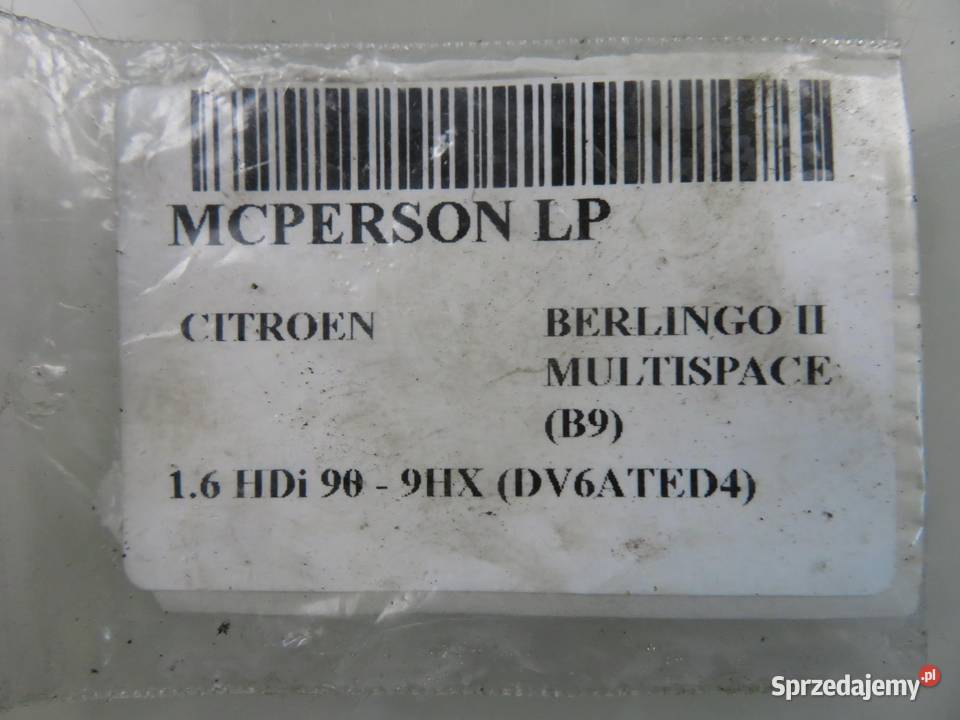 MCPERSON LP
CITROEN BERLINGO II
MULTISPACE
(B9)
1.6 HDi 90 - 9HX (DV6ATED4)
Sprzedajemy.pl